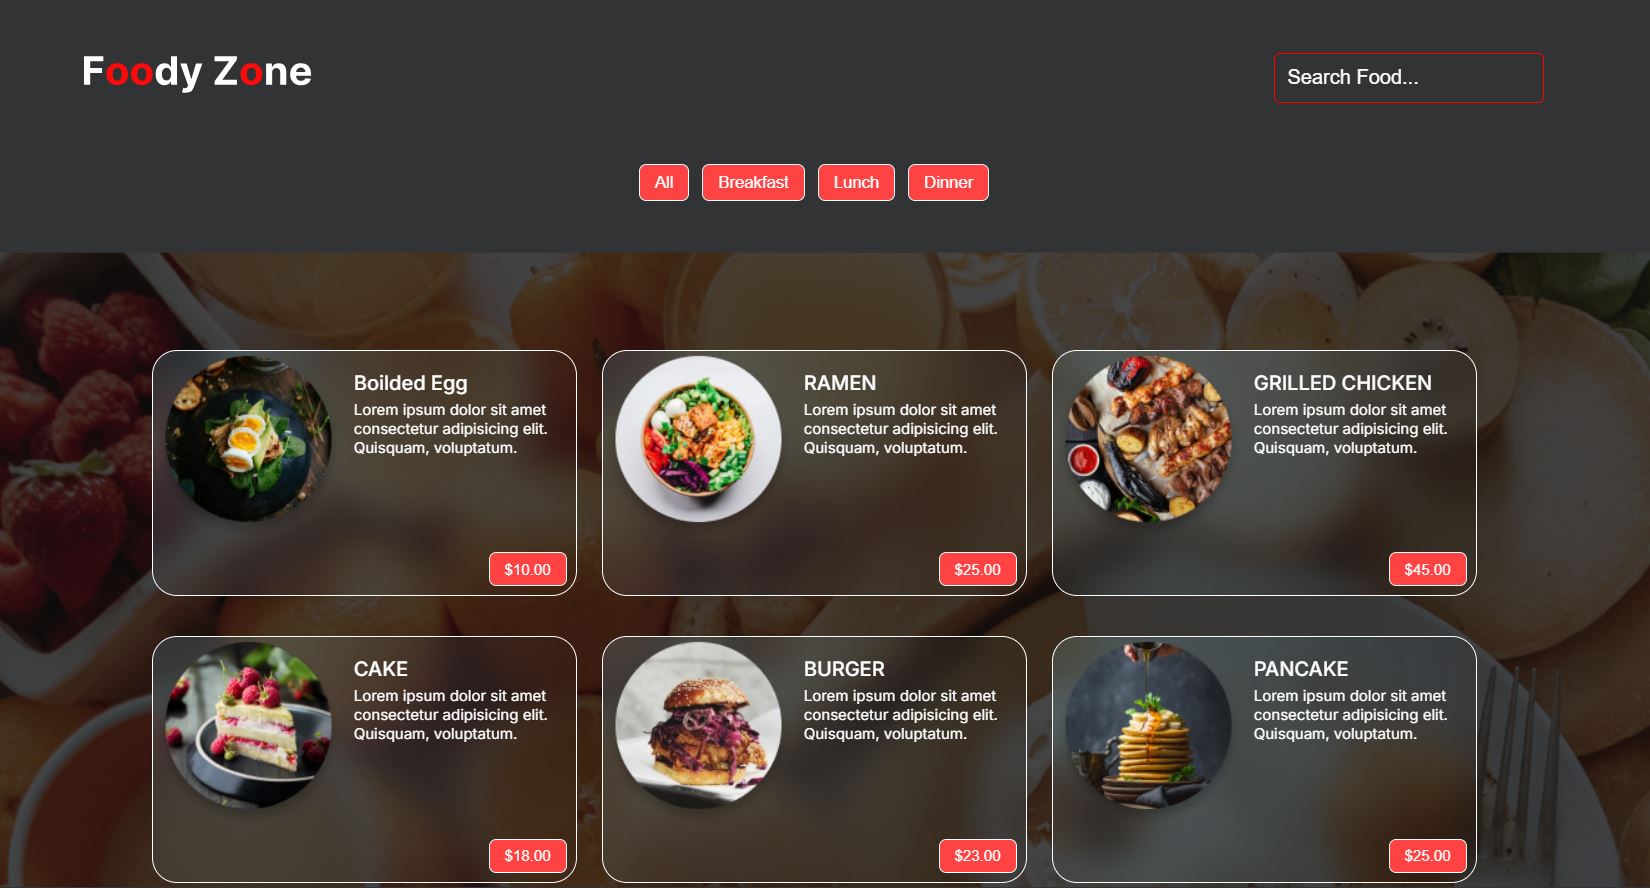 Foody Zone
Search Food...
All
Breakfast
Lunch
Dinner
Boilded Egg
Lorem ipsum dolor sit amet
consectetur adipisicing elit.
Quisquam, voluptatum.
$10.00
RAMEN
Lorem ipsum dolor sit amet
consectetur adipisicing elit.
Quisquam, voluptatum.
$25.00
GRILLED CHICKEN
Lorem ipsum dolor sit amet
consectetur adipisicing elit.
Quisquam, voluptatum.
$45.00
CAKE
Lorem ipsum dolor sit amet
consectetur adipisicing elit.
Quisquam, voluptatum.
$18.00
BURGER
Lorem ipsum dolor sit amet
consectetur adipisicing elit.
Quisquam, voluptatum.
$23.00
PANCAKE
Lorem ipsum dolor sit amet
consectetur adipisicing elit.
Quisquam, voluptatum.
$25.00